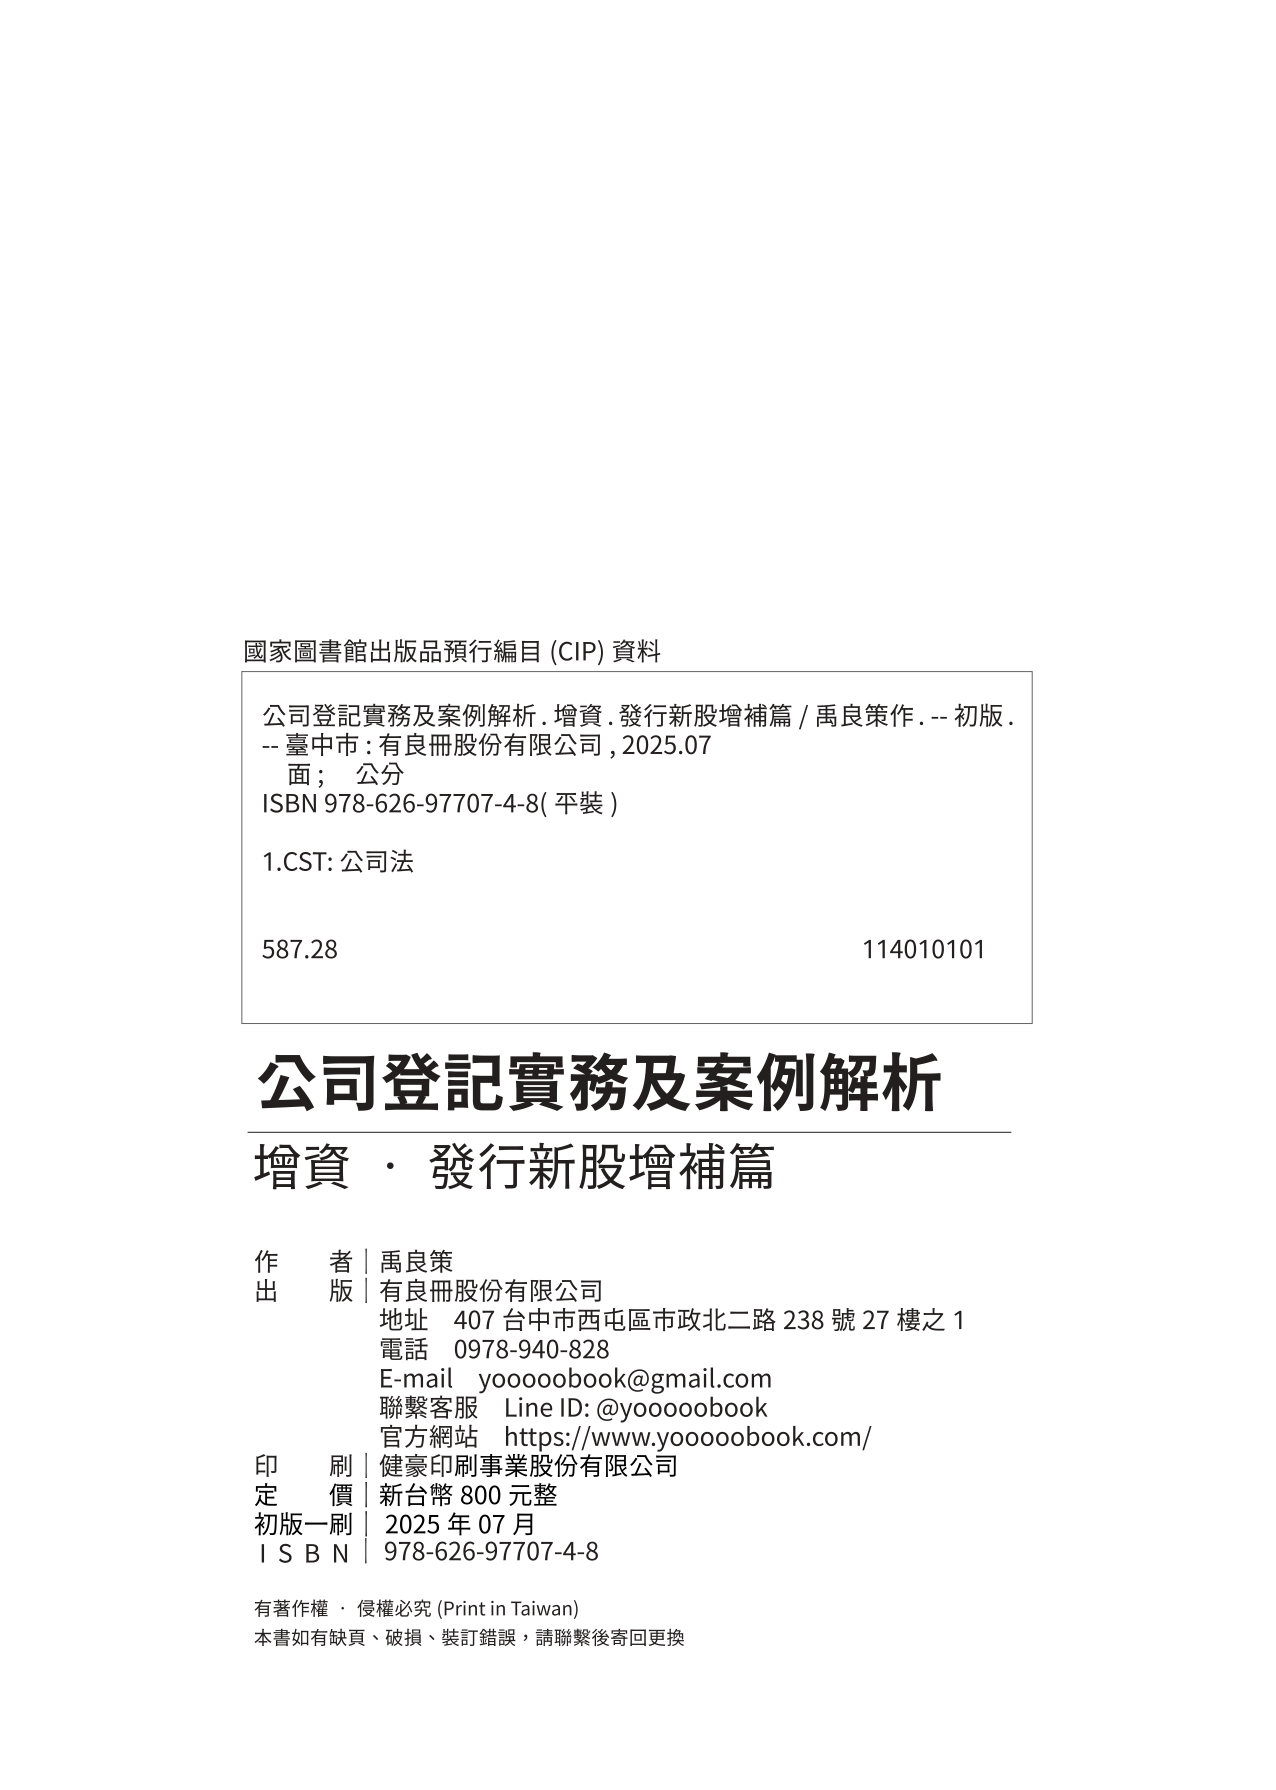 國家圖書館出版品預行編目 (CIP) 資料
公司登記實務及案例解析 . 增資 . 發行新股增補篇 / 禹良策作 . -- 初版 .
-- 臺中市 : 有良冊股份有限公司 , 2025.07
面 ; 公分
ISBN 978-626-97707-4-8( 平裝 )
1.CST: 公司法
587.28 114010101
公司登記實務及案例解析
增資 · 發行新股增補篇
作 者｜禹良策
出 版｜有良冊股份有限公司
地址 407 台中市西屯區市政北二路 238 號 27 樓之 1
電話 0978-940-828
E-mail yooooobook@gmail.com
聯繫客服 Line ID: @yooooobook
官方網站 https://www.yooooobook.com/
印 刷｜健豪印刷事業股份有限公司
定 價｜新台幣 800 元整
初版一刷｜ 2025 年 07 月
I S B N｜ 978-626-97707-4-8
有著作權 · 侵權必究 (Print in Taiwan)
本書如有缺頁、破損、裝訂錯誤，請聯繫後寄回更換